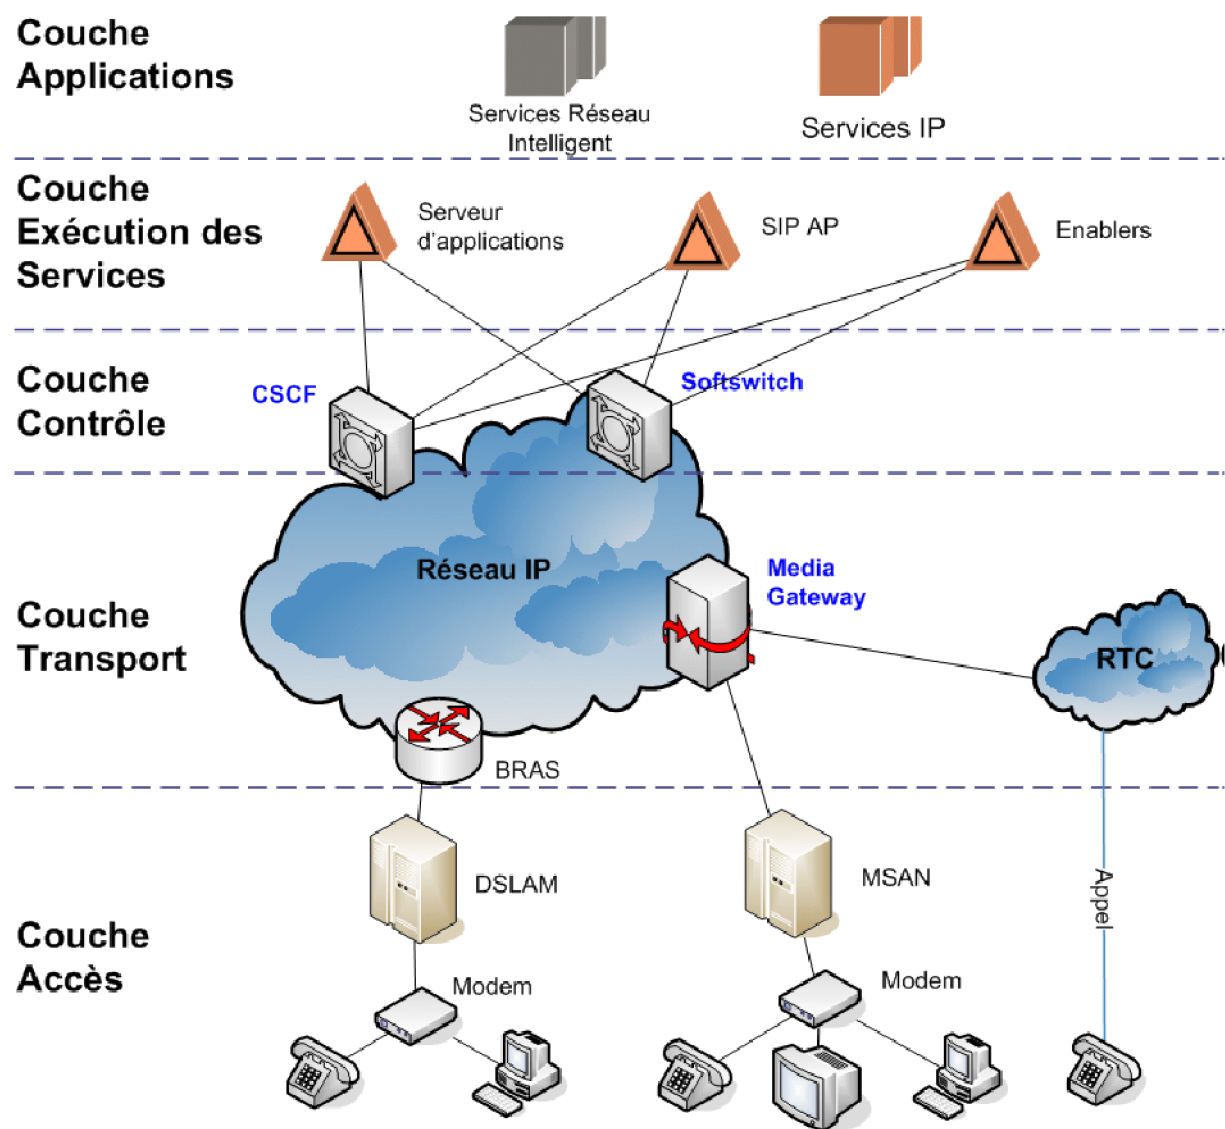 Couche
Applications
Services Réseau
Intelligent
Services IP
Couche
Exécution des
Services
Serveur
d'applications
SIP AP
Enablers
Couche
Contrôle
CSCF
Softswitch
Réseau IP
Media
Gateway
Couche
Transport
RTC
BRAS
DSLAM
MSAN
Appel
Couche
Accès
Modem
Modem